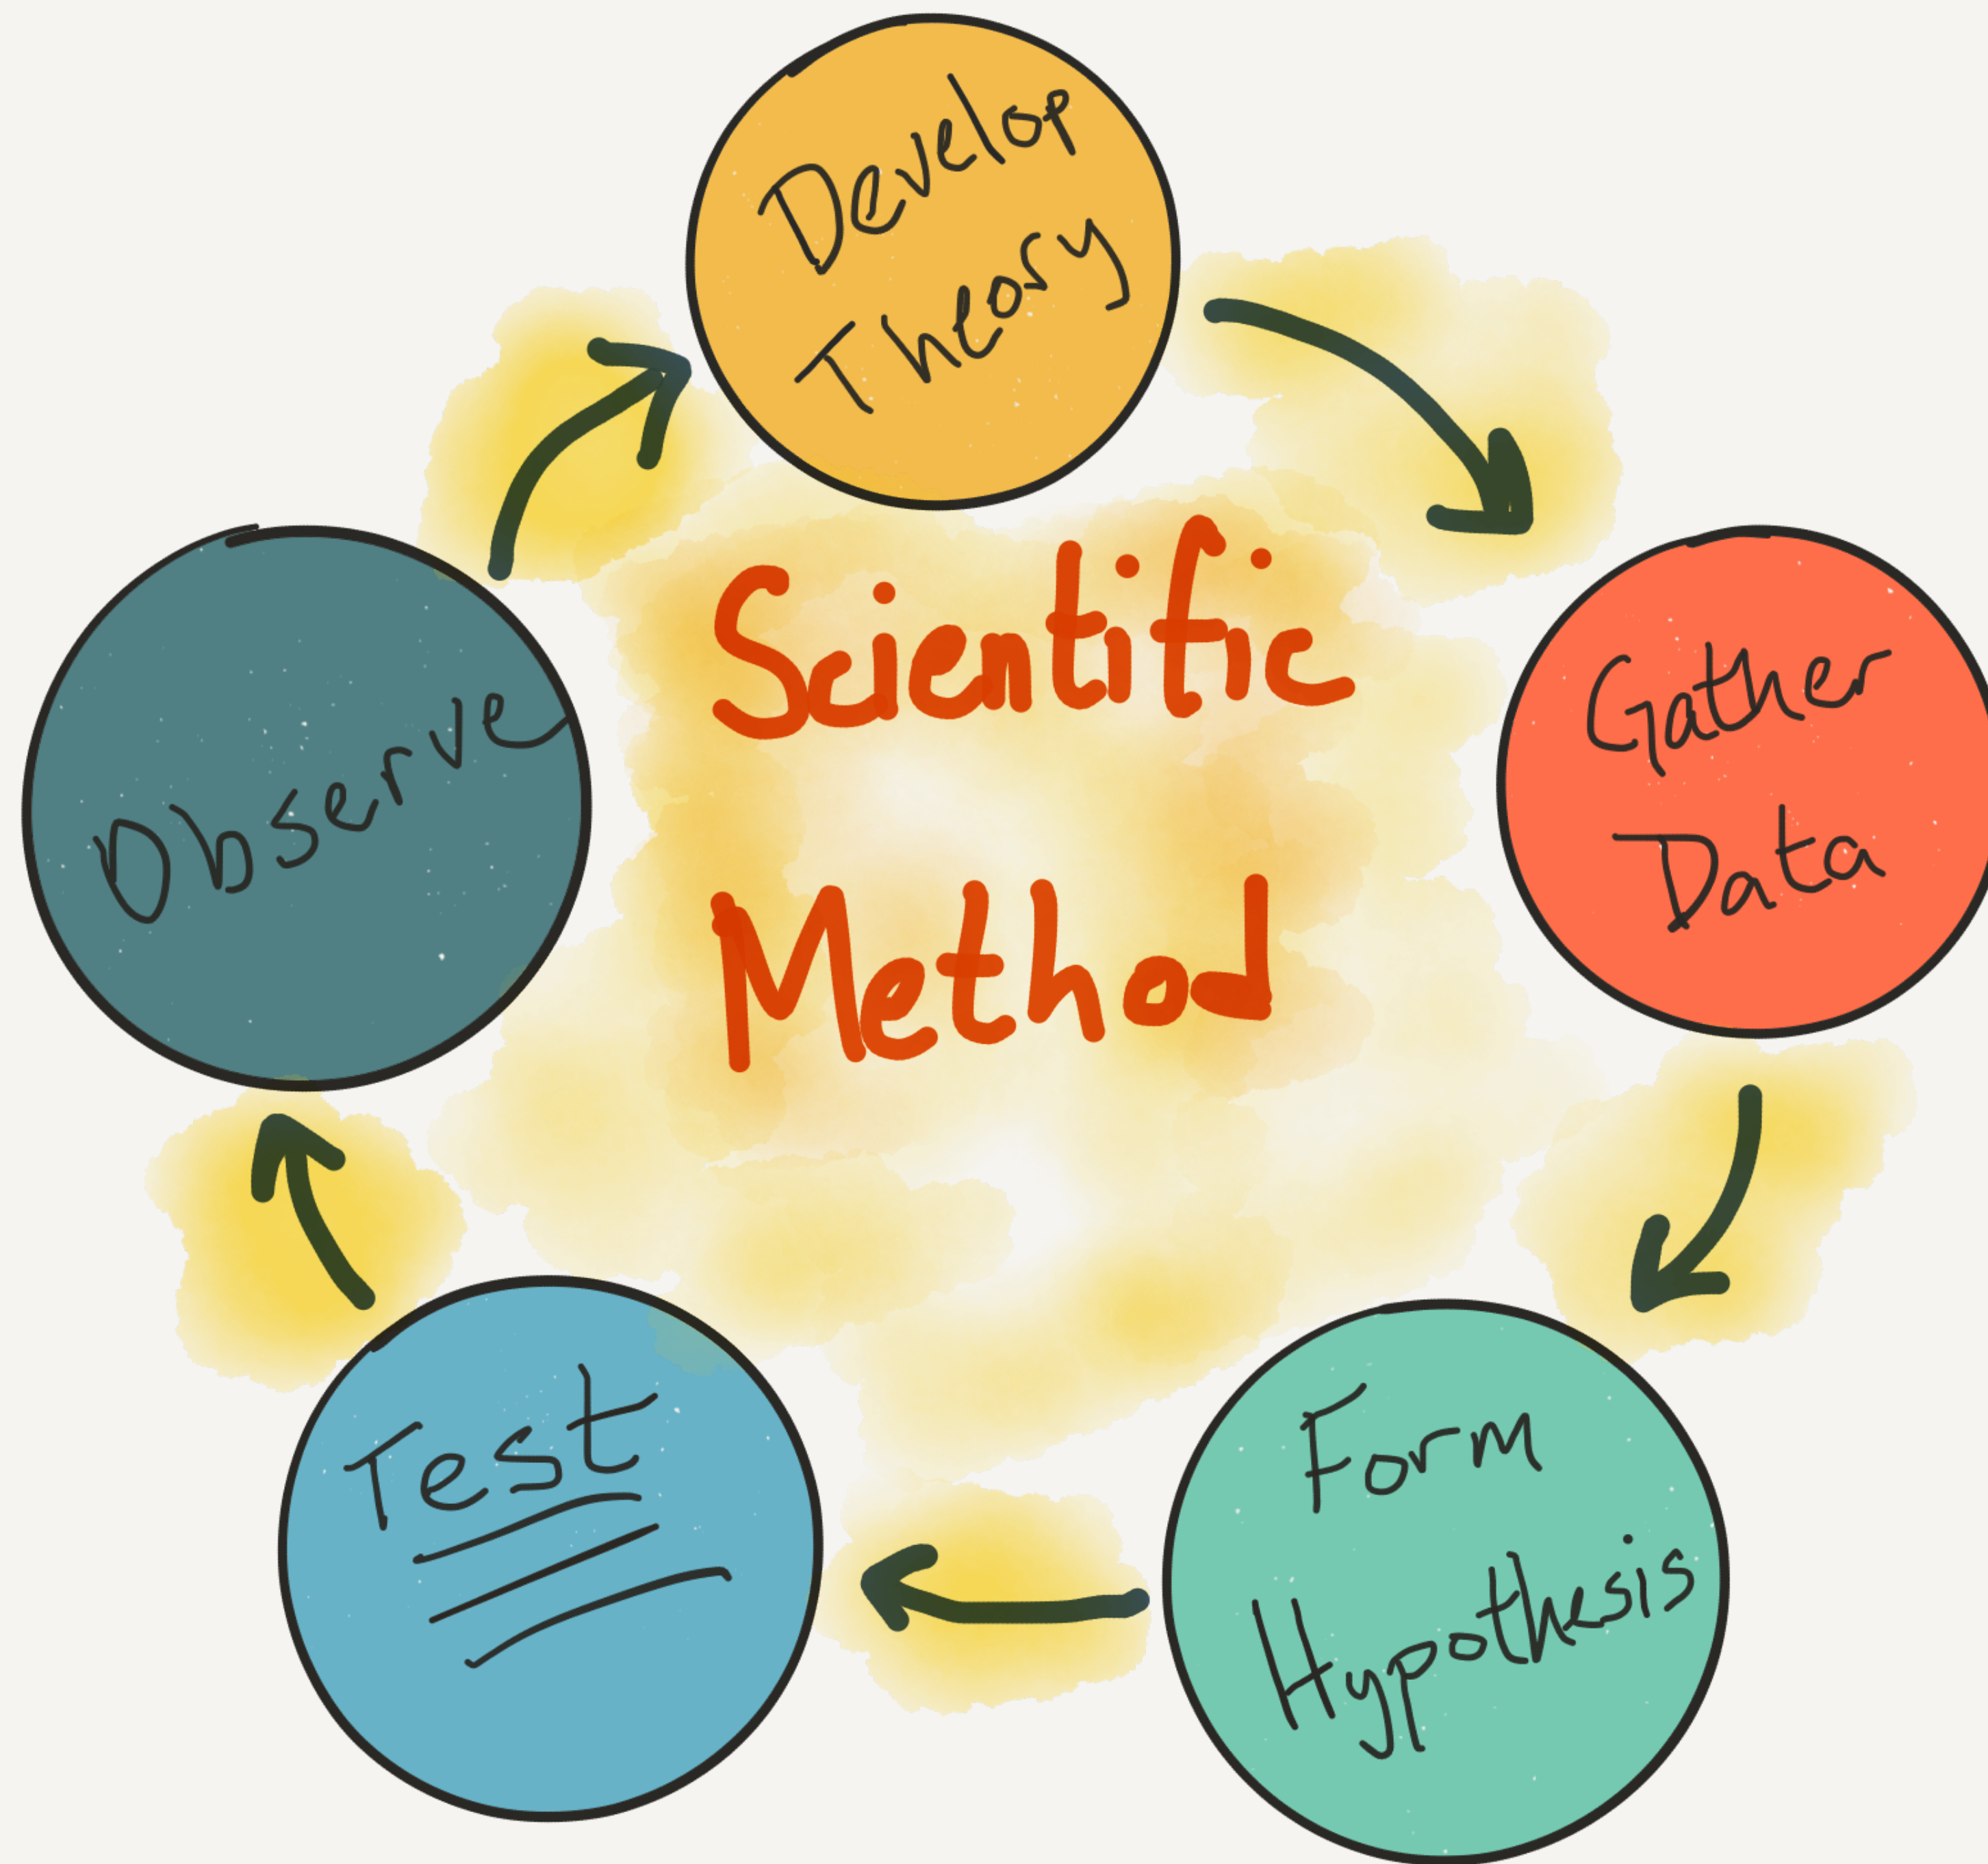 Develop
Theory
Scientific
Method
Gather
Data
Form
Hypothesis
Test
Observe